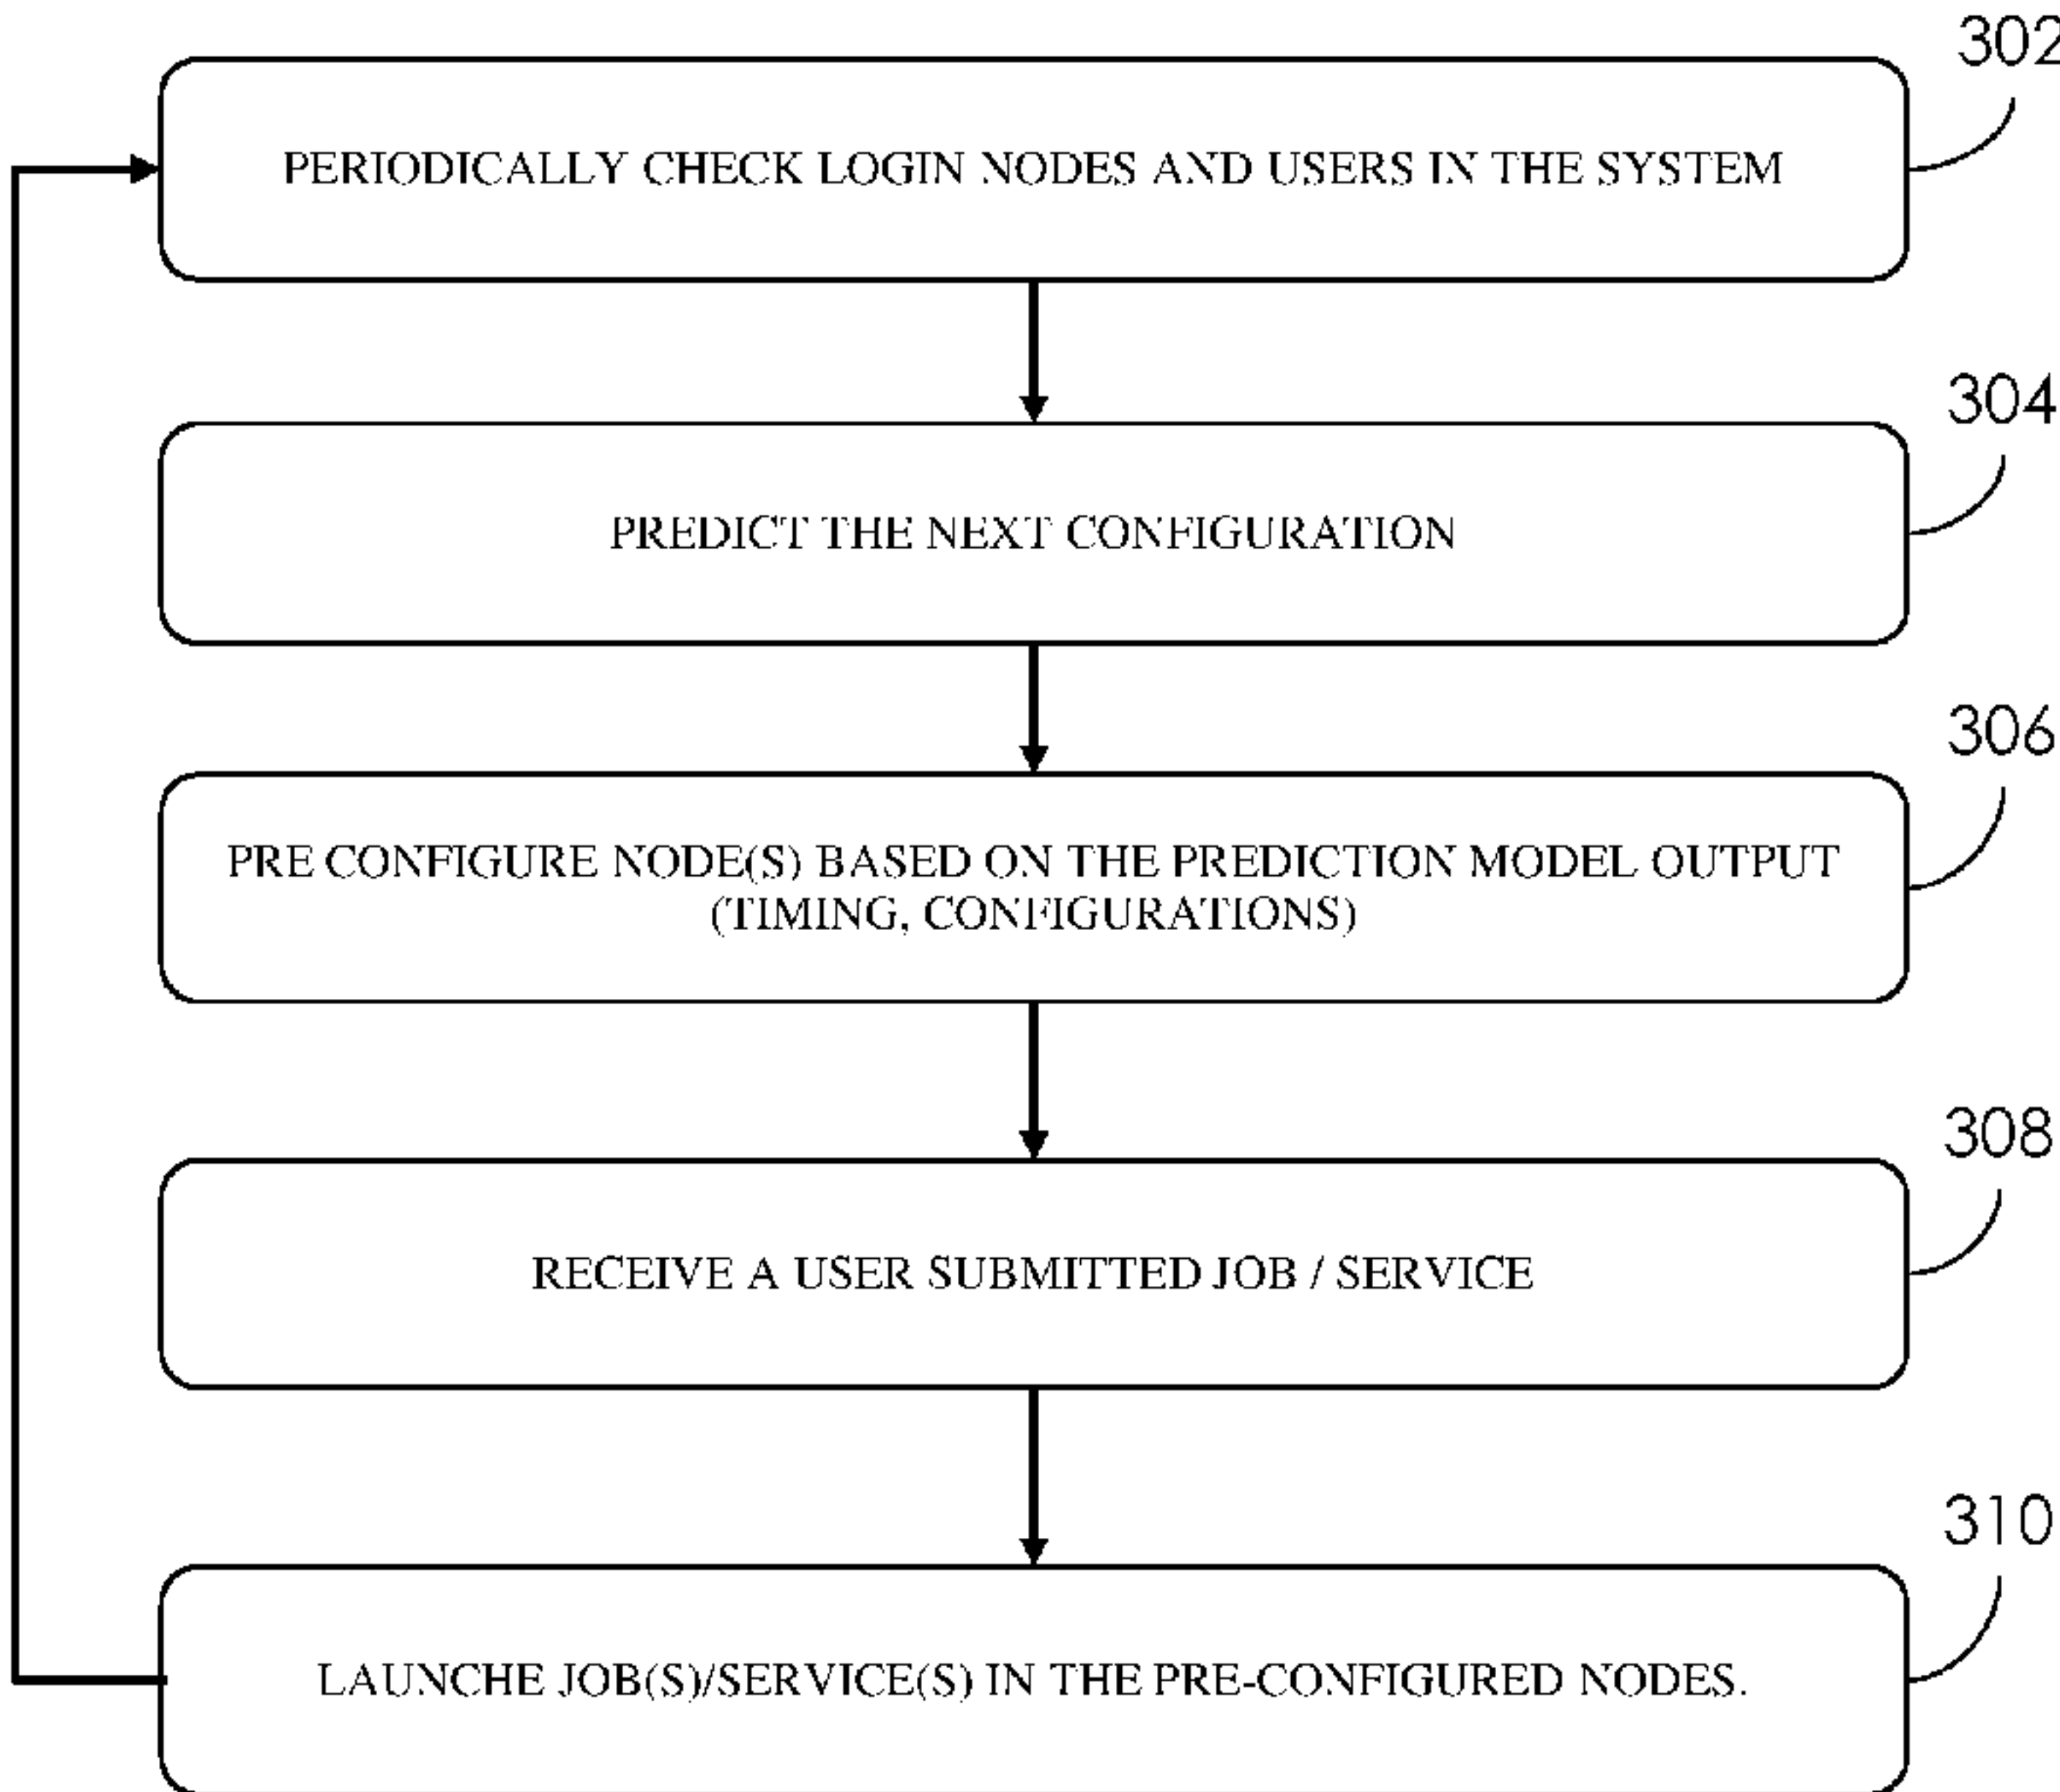 302
PERIODICALLY CHECK LOGIN NODES AND USERS IN THE SYSTEM
304
PREDICT THE NEXT CONFIGURATION
306
PRE CONFIGURE NODE(S) BASED ON THE PREDICTION MODEL OUTPUT
(TIMING, CONFIGURATIONS)
308
RECEIVE A USER SUBMITTED JOB / SERVICE
310
LAUNCHE JOB(S)/SERVICE(S) IN THE PRE-CONFIGURED NODES.